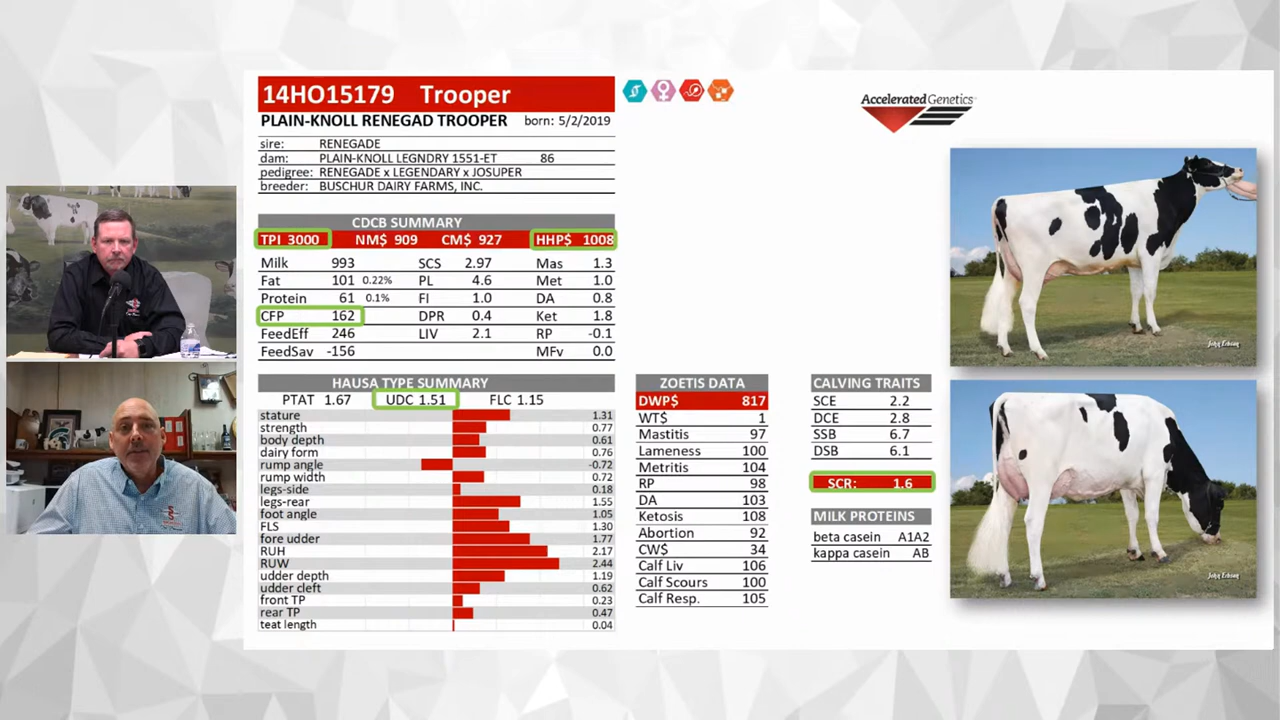 14HO15179 Trooper
PLAIN-KNOLL RENEGAD TROOPER born: 5/2/2019
sire: RENEGADE
dam: PLAIN-KNOLL LEGNDRY 1551-ET 86
pedigree: RENEGADE x LEGENDARY x JOSUPER
breeder: BUSCHUR DAIRY FARMS, INC.
CDCB SUMMARY
TPI 3000 NM$ 909 CM$ 927 HHP$ 1008
Milk 993 SCS 2.97 Mas 1.3
Fat 101 0.22% PL 4.6 Met 1.0
Protein 61 0.1% FI 1.0 DA 0.8
CFP 162 DPR 0.4 Ket 1.8
FeedEff 246 LIV 2.1 RP -0.1
FeedSav -156 MFv 0.0
HAUSA TYPE SUMMARY
PTAT 1.67 UDC 1.51 FLC 1.15
stature 1.31
strength 0.77
body depth 0.61
dairy form 0.76
rump angle -0.72
rump width 0.72
legs-side 0.18
legs-rear 1.55
foot angle 1.05
FLS 1.30
fore udder 1.77
RUH 2.17
RUW 2.44
udder depth 1.19
udder cleft 0.62
front TP 0.23
rear TP 0.47
teat length 0.04
ZOETIS DATA
DWP$ 817
WT$ 1
Mastitis 97
Lameness 100
Metritis 104
RP 98
DA 103
Ketosis 108
Abortion 92
CW$ 34
Calf Liv 106
Calf Scours 100
Calf Resp. 105
CALVING TRAITS
SCE 2.2
DCE 2.8
SSB 6.7
DSB 6.1
SCR: 1.6
MILK PROTEINS
beta casein A1A2
kappa casein AB
Accelerated Genetics